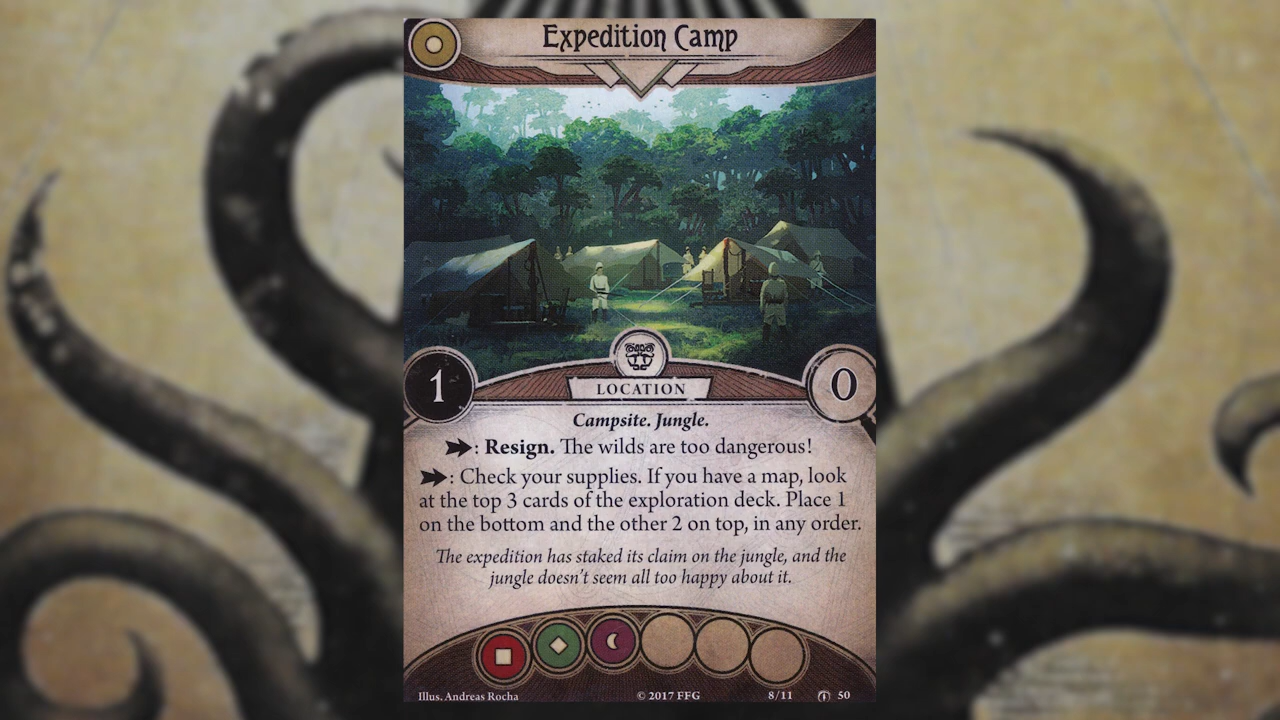 Expedition Camp
1
LOCATION
0
Campsite. Jungle.
: Resign. The wilds are too dangerous!
: Check your supplies. If you have a map, look
at the top 3 cards of the exploration deck. Place 1
on the bottom and the other 2 on top, in any order.
The expedition has staked its claim on the jungle, and the
jungle doesn't seem all too happy about it.
Illus. Andreas Rocha
© 2017 FFG
8/11
50